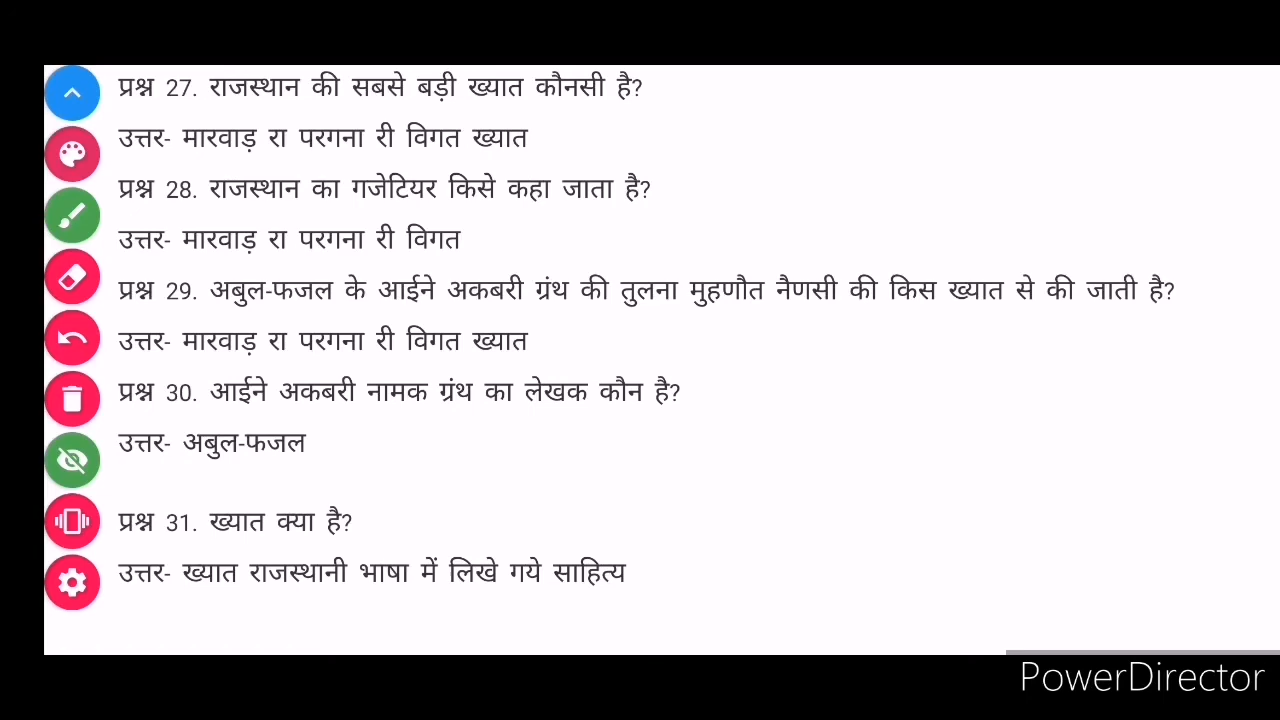 प्रश्न 27. राजस्थान की सबसे बड़ी ख्यात कौनसी है?
उत्तर- मारवाड़ रा परगना री विगत ख्यात
प्रश्न 28. राजस्थान का गजेटियर किसे कहा जाता है?
उत्तर- मारवाड़ रा परगना री विगत
प्रश्न 29. अबुल-फजल के आईने अकबरी ग्रंथ की तुलना मुहणौत नैणसी की किस ख्यात से की जाती है?
उत्तर- मारवाड़ रा परगना री विगत ख्यात
प्रश्न 30. आईने अकबरी नामक ग्रंथ का लेखक कौन है?
उत्तर- अबुल-फजल
प्रश्न 31. ख्यात क्या है?
उत्तर- ख्यात राजस्थानी भाषा में लिखे गये साहित्य
PowerDirector